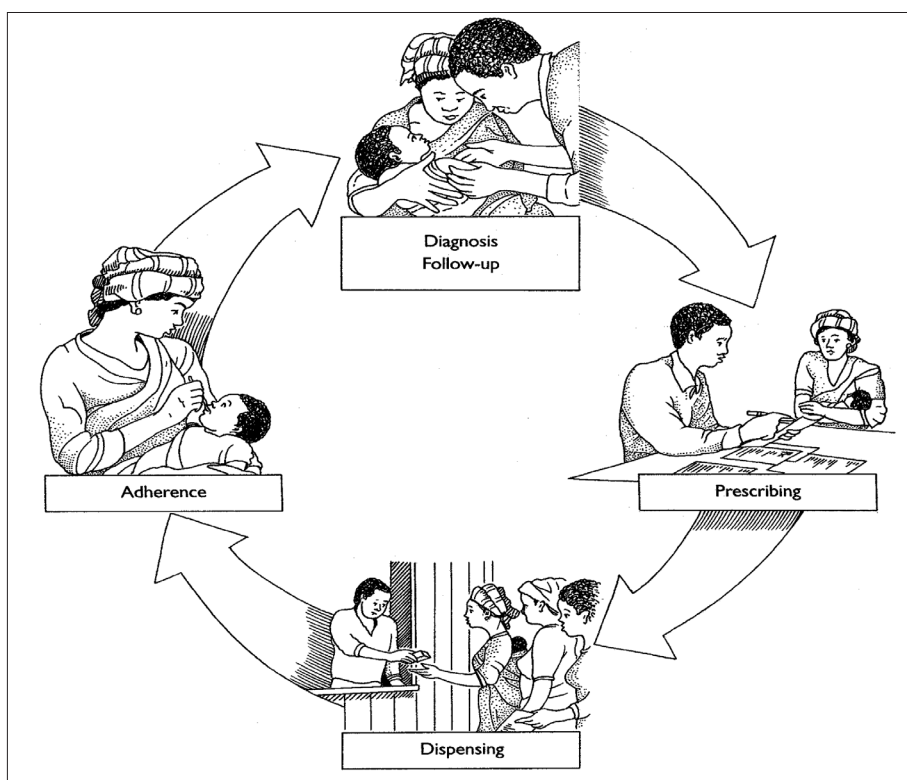 Diagnosis
Follow-up
Prescribing
Dispensing
Adherence